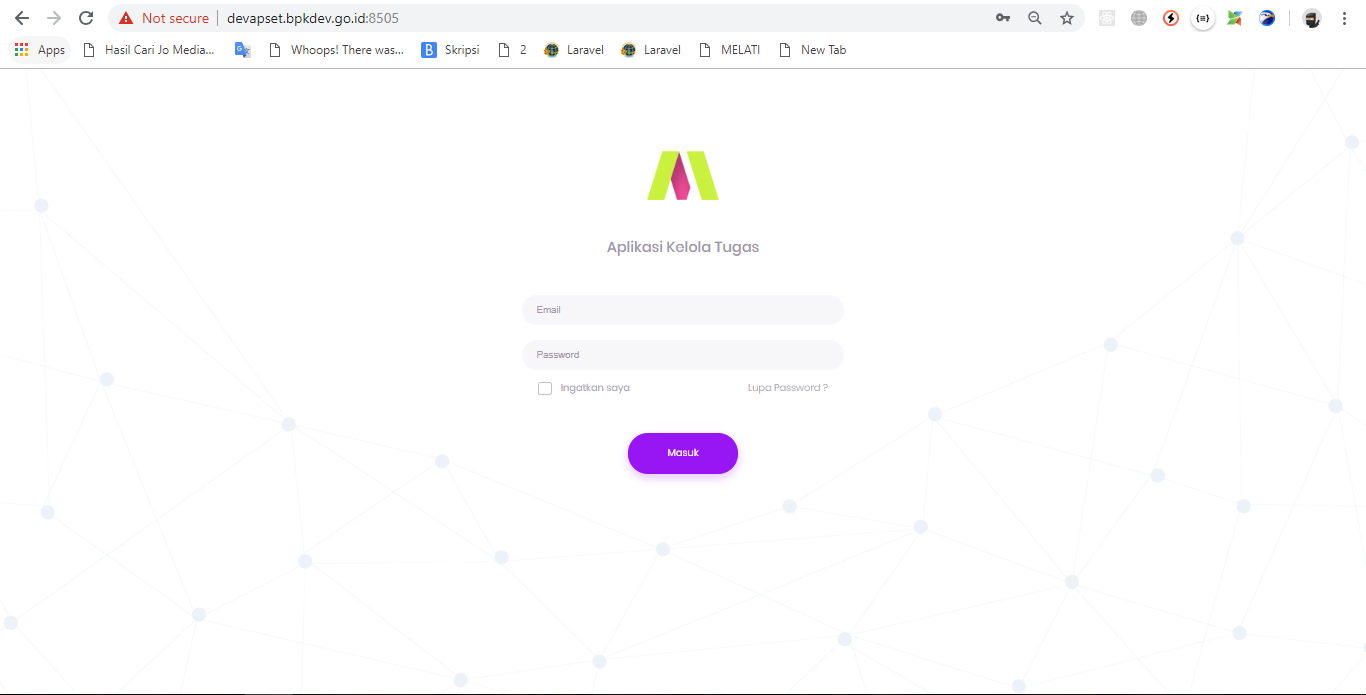 Not secure devapset.bpkdev.go.id:8505
Apps Hasil Cari Jo Media... Whoops! There was... Skripsi 2 Laravel Laravel MELATI New Tab
Aplikasi Kelola Tugas
Email
Password
Ingatkan saya Lupa Password ?
Masuk